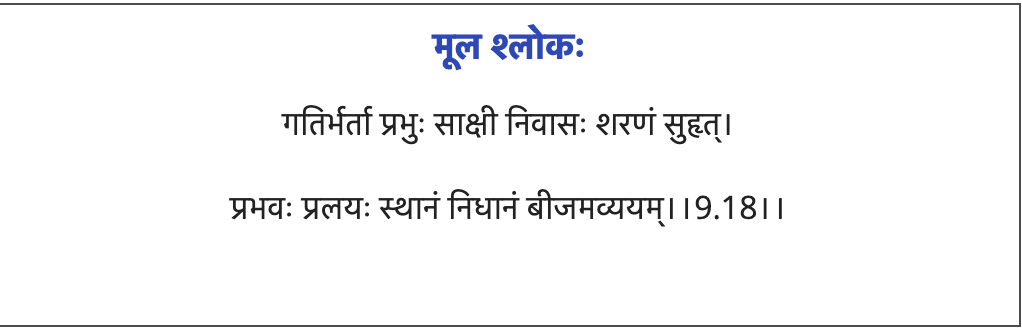 मूल श्लोकः
गतिर्भर्ता प्रभुः साक्षी निवासः शरणं सुहृत्।
प्रभवः प्रलयः स्थानं निधानं बीजमव्ययम्।।9.18।।